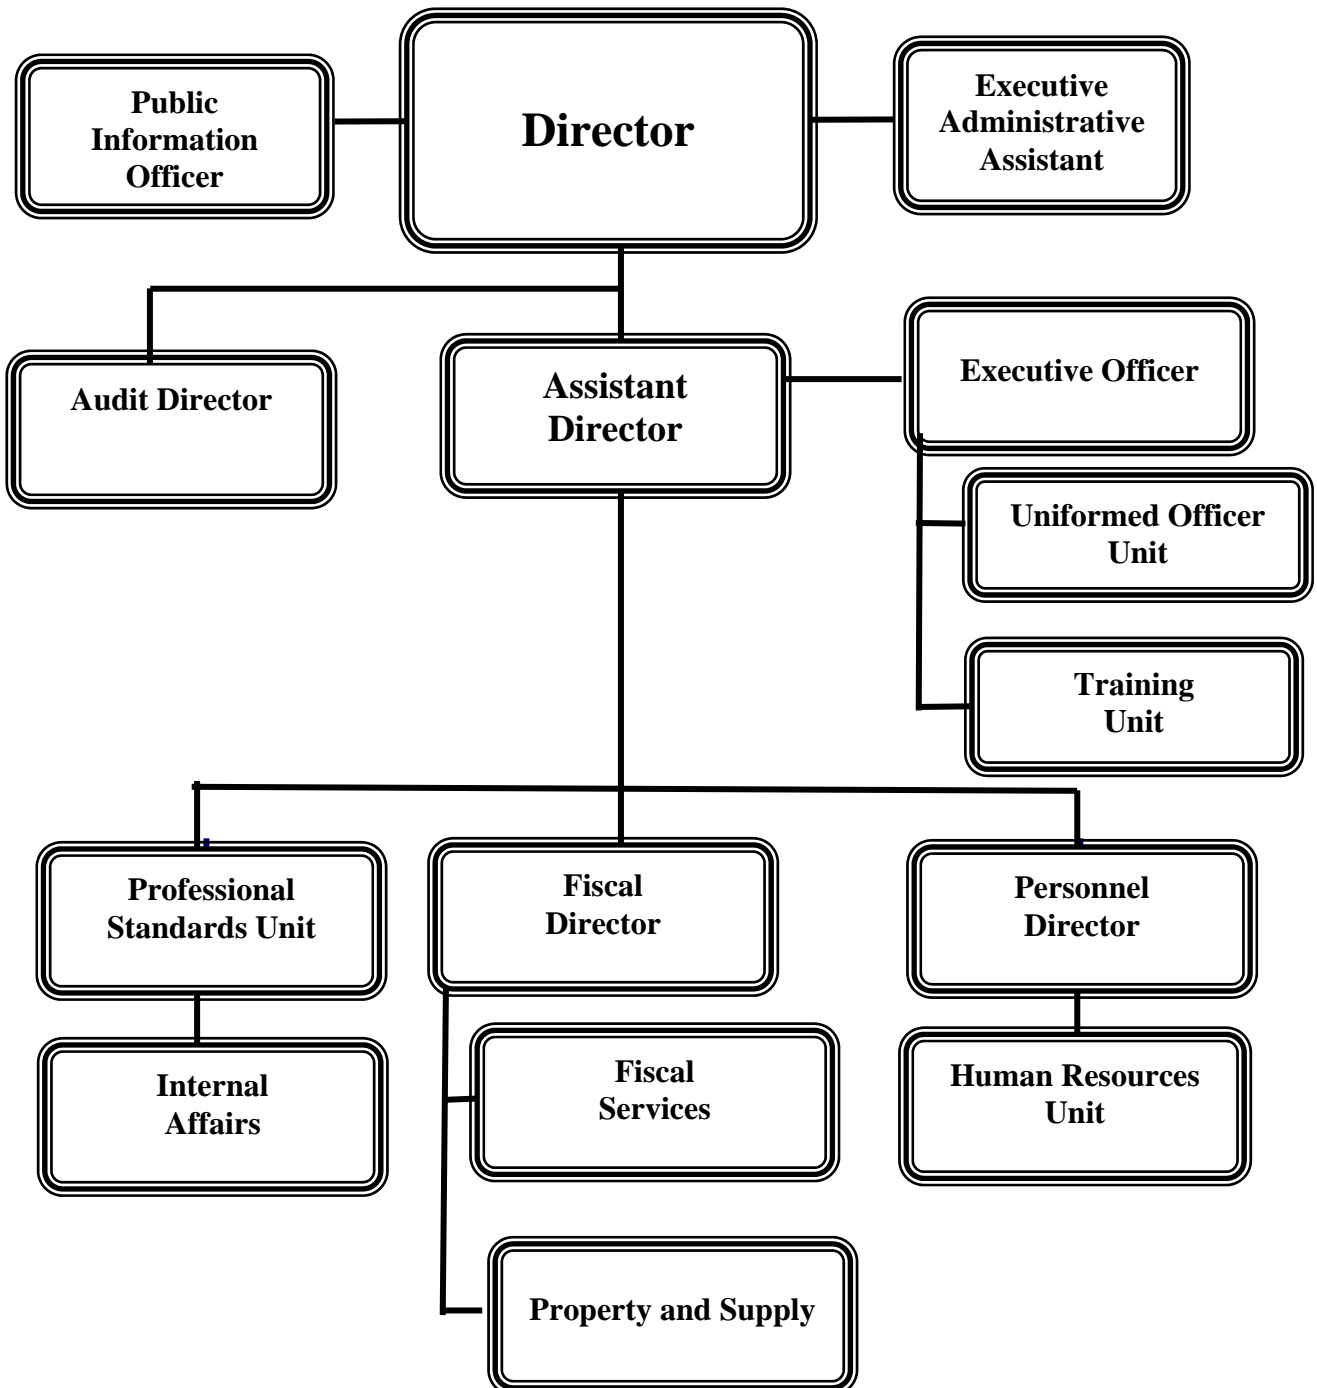 Public
Information
Officer
Director
Executive
Administrative
Assistant
Audit Director
Assistant
Director
Executive Officer
Uniformed Officer
Unit
Training
Unit
Professional
Standards Unit
Fiscal
Director
Personnel
Director
Internal
Affairs
Fiscal
Services
Human Resources
Unit
Property and Supply